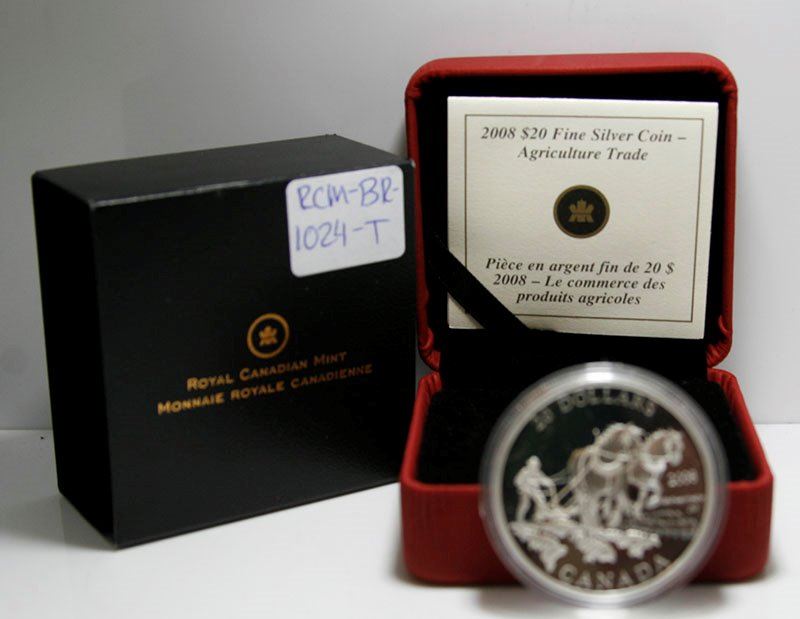 RCM-BR-
1024-T
ROYAL CANADIAN MINT
MONNAIE ROYALE CANADIENNE
2008 $20 Fine Silver Coin –
Agriculture Trade
Pièce en argent fin de 20 $
2008 – Le commerce des
produits agricoles
20 DOLLARS
2008
CANADA